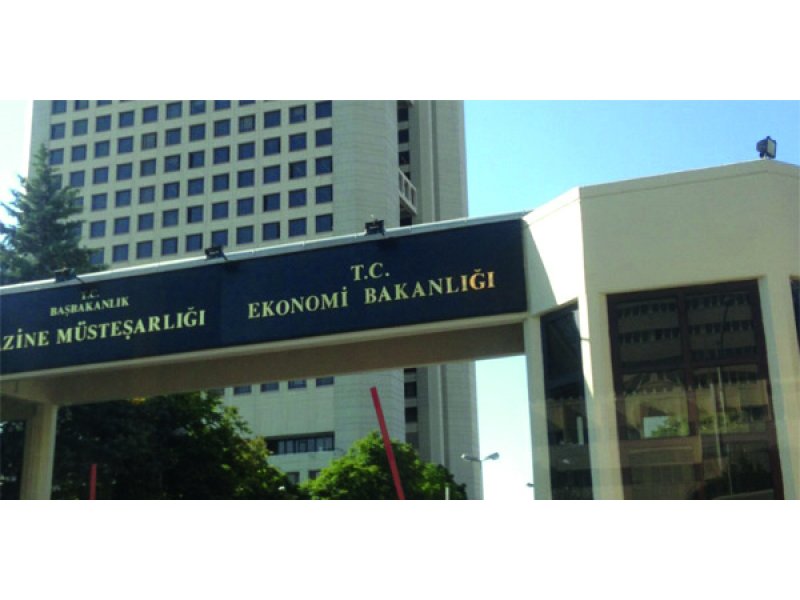 T.C.
BAŞBAKANLIK
ZİNE MÜSTEŞARLIĞI
T.C.
EKONOMİ BAKANLIĞI